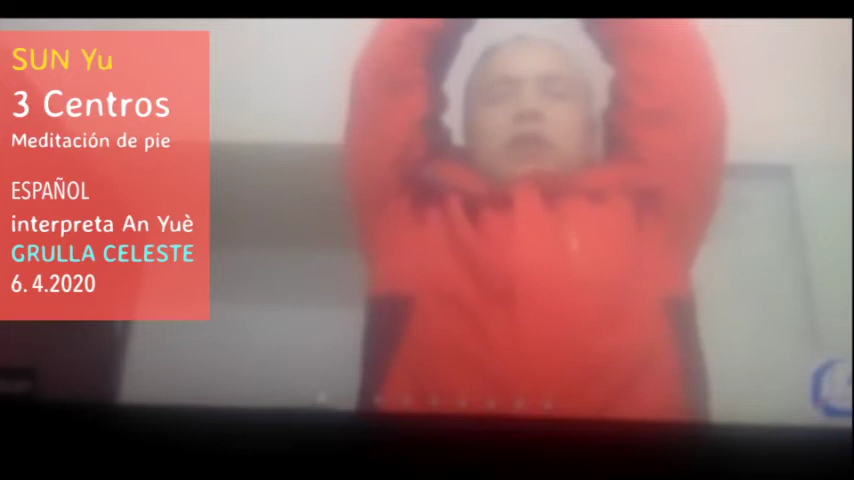 SUN Yu
3 Centros
Meditación de pie
ESPAÑOL
interpreta An Yuè
GRULLA CELESTE
6.4.2020